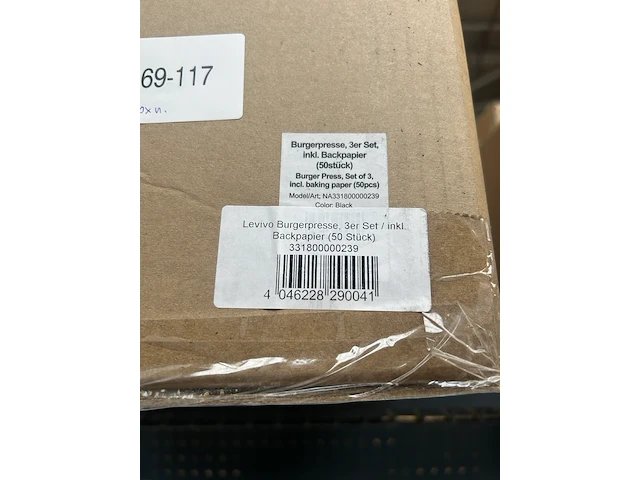 69-117
Burgerpresse, 3er Set,
inkl. Backpapier
(50stück)
Burger Press, Set of 3,
incl. baking paper (50pcs)
Model/Art; NA331800000239
Color: Black
Levivo Burgerpresse, 3er Set / inkl.
Backpapier (50 Stück)
331800000239
4 046228 290041